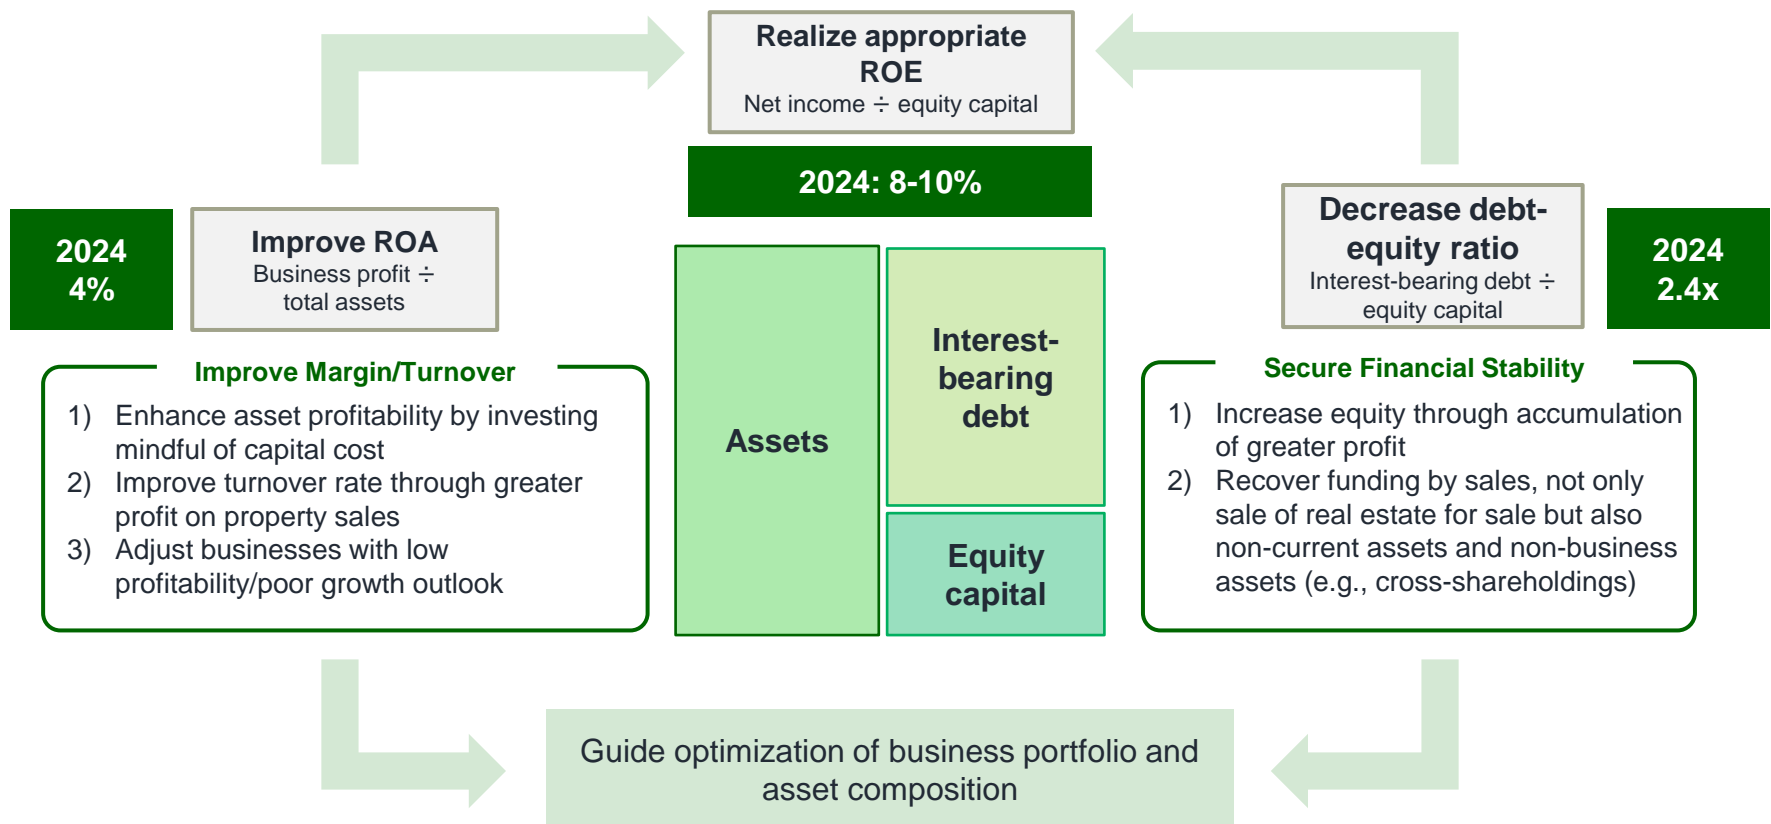 Realize appropriate
ROE
Net income ÷ equity capital
2024: 8-10%
2024
4%
Improve ROA
Business profit ÷
total assets
Decrease debt-
equity ratio
Interest-bearing debt ÷
equity capital
2024
2.4x
Improve Margin/Turnover
1) Enhance asset profitability by investing
mindful of capital cost
2) Improve turnover rate through greater
profit on property sales
3) Adjust businesses with low
profitability/poor growth outlook
Assets
Interest-
bearing
debt
Equity
capital
Secure Financial Stability
1) Increase equity through accumulation
of greater profit
2) Recover funding by sales, not only
sale of real estate for sale but also
non-current assets and non-business
assets (e.g., cross-shareholdings)
Guide optimization of business portfolio and
asset composition